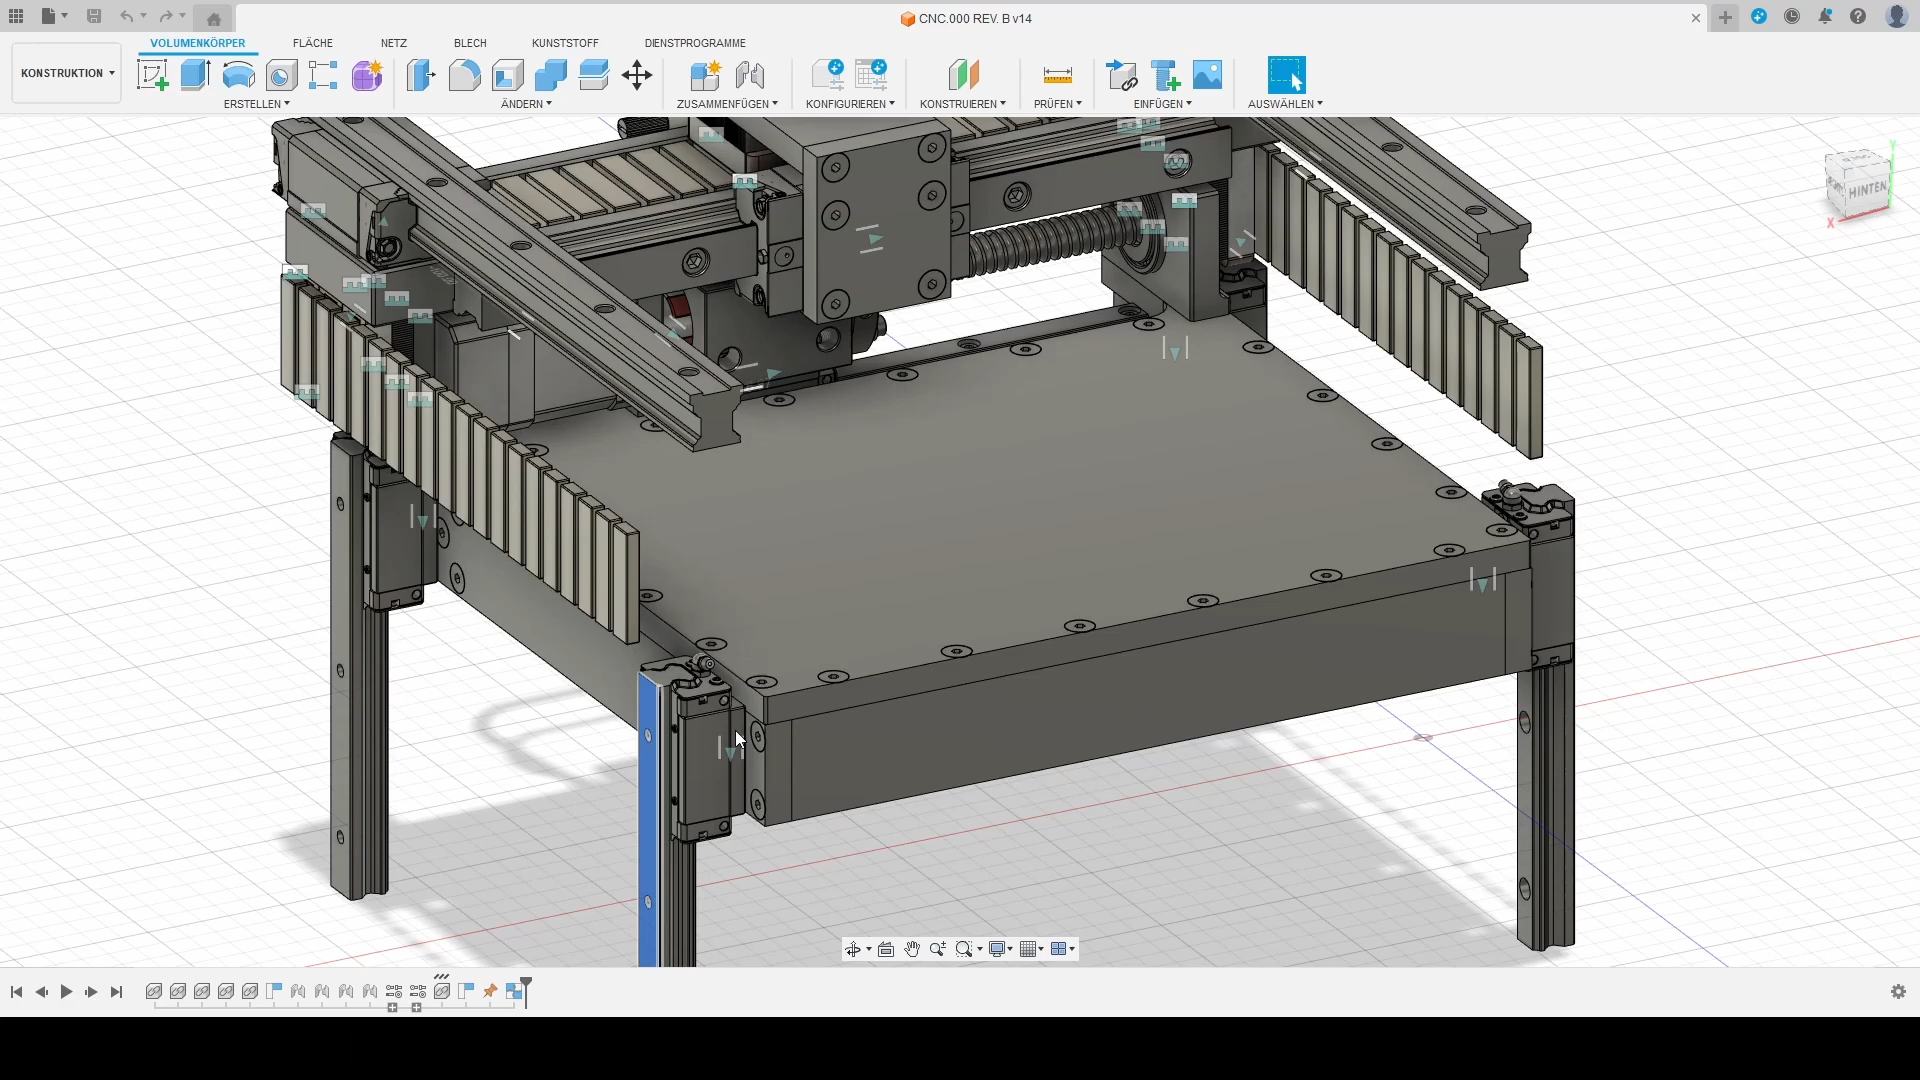 CNC.000 REV. B v14
VOLUMENKÖRPER
FLÄCHE
NETZ
BLECH
KUNSTSTOFF
DIENSTPROGRAMME
KONSTRUKTION
ERSTELLEN
ÄNDERN
ZUSAMMENFÜGEN
KONFIGURIEREN
KONSTRUIEREN
PRÜFEN
EINFÜGEN
AUSWÄHLEN
Y
HINTEN
X